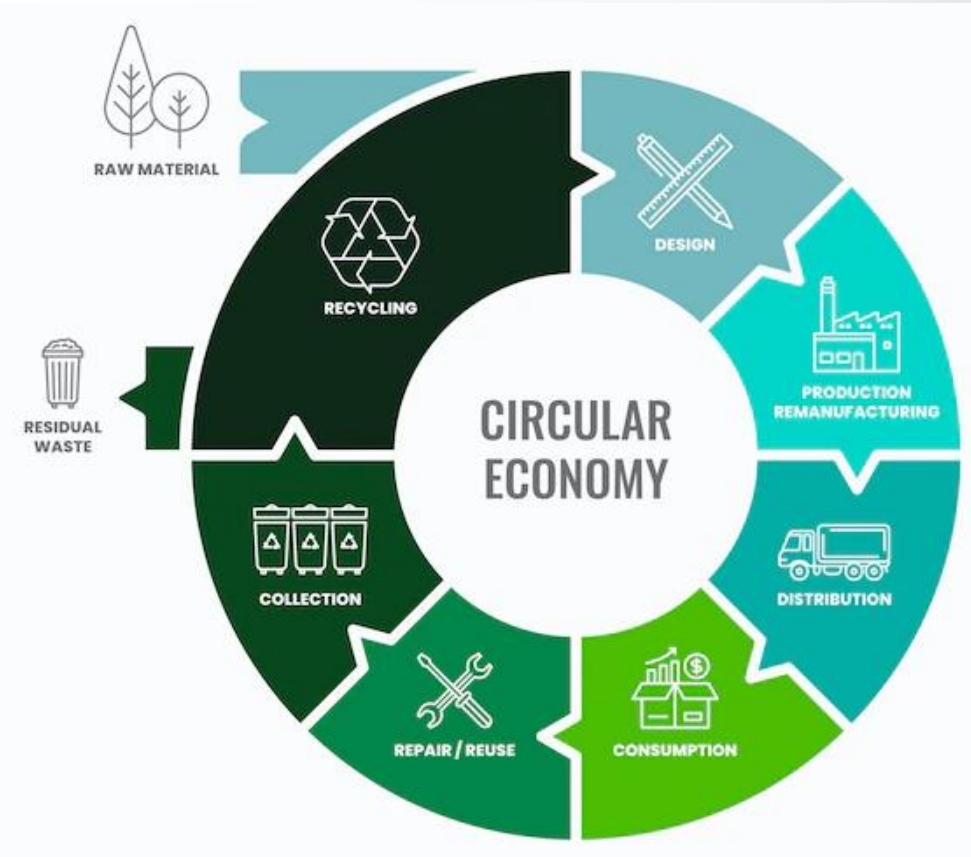 RAW MATERIAL
DESIGN
RECYCLING
PRODUCTION
REMANUFACTURING
RESIDUAL
WASTE
CIRCULAR
ECONOMY
COLLECTION
DISTRIBUTION
REPAIR / REUSE
CONSUMPTION
$